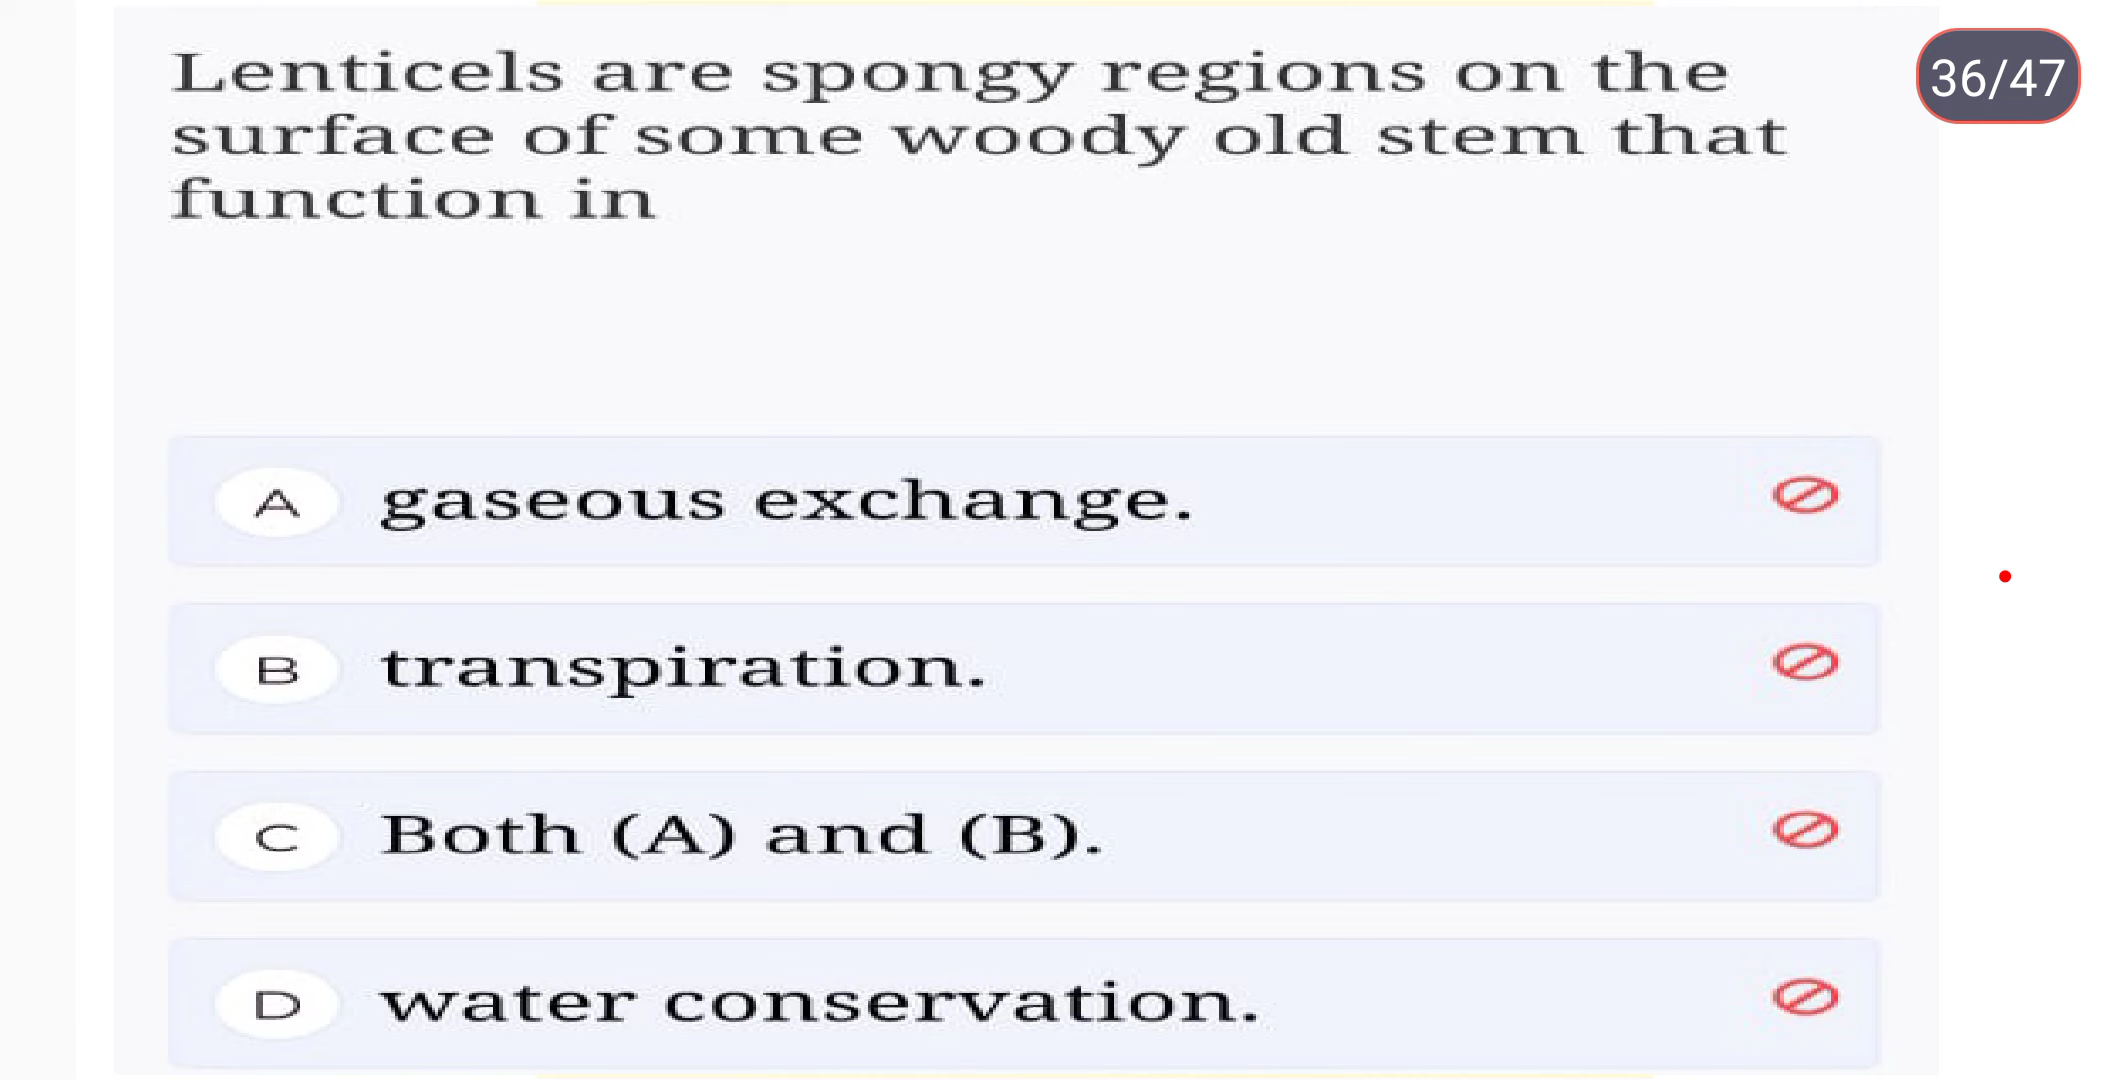 Lenticels are spongy regions on the
surface of some woody old stem that
function in
36/47
A gaseous exchange.
B transpiration.
C Both (A) and (B).
D water conservation.